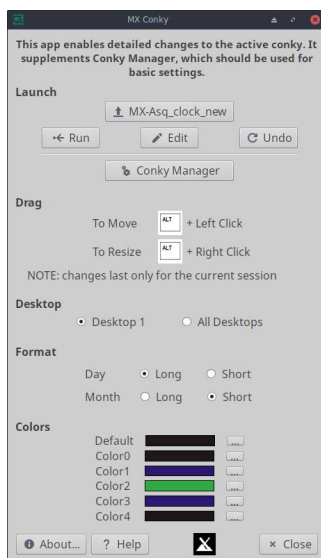 MX Conky
This app enables detailed changes to the active conky. It
supplements Conky Manager, which should be used for
basic settings.
Launch
MX-Asq_clock_new
Run Edit Undo
Conky Manager
Drag
To Move ALT + Left Click
To Resize ALT + Right Click
NOTE: changes last only for the current session
Desktop
Desktop 1 All Desktops
Format
Day Long Short
Month Long Short
Colors
Default ...
Color0 ...
Color1 ...
Color2 ...
Color3 ...
Color4 ...
About... ? Help × Close